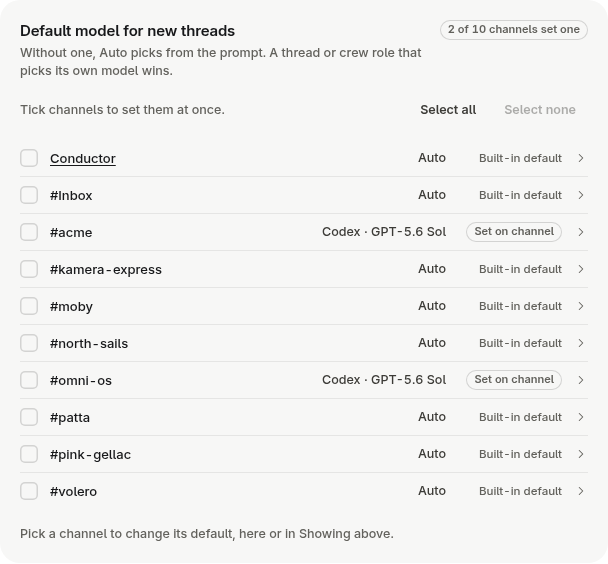 Default model for new threads
2 of 10 channels set one
Without one, Auto picks from the prompt. A thread or crew role that
picks its own model wins.
Tick channels to set them at once.
Select all
Select none
Conductor Auto Built-in default
#Inbox Auto Built-in default
#acme Codex · GPT-5.6 Sol Set on channel
#kamera-express Auto Built-in default
#moby Auto Built-in default
#north-sails Auto Built-in default
#omni-os Codex · GPT-5.6 Sol Set on channel
#patta Auto Built-in default
#pink-gellac Auto Built-in default
#volero Auto Built-in default
Pick a channel to change its default, here or in Showing above.